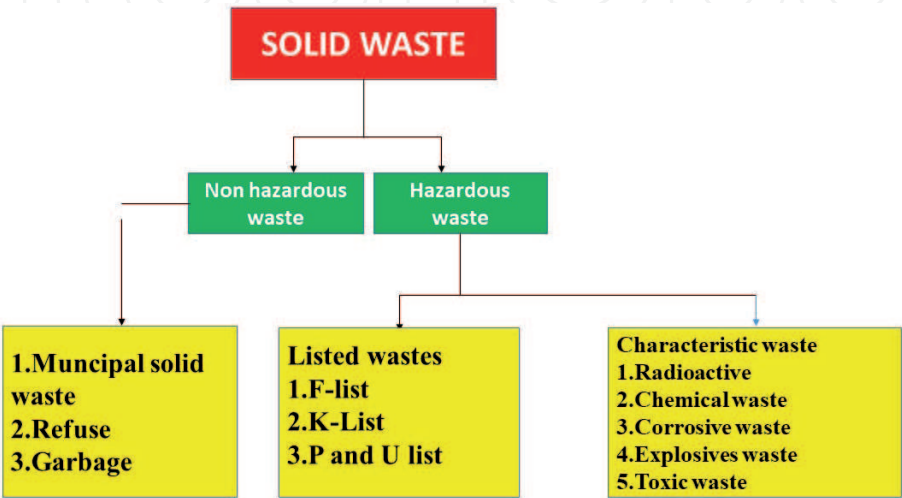 SOLID WASTE
Non hazardous
waste
Hazardous
waste
1.Muncipal solid
waste
2.Refuse
3.Garbage
Listed wastes
1.F-list
2.K-List
3.P and U list
Characteristic waste
1.Radioactive
2.Chemical waste
3.Corrosive waste
4.Explosives waste
5.Toxic waste